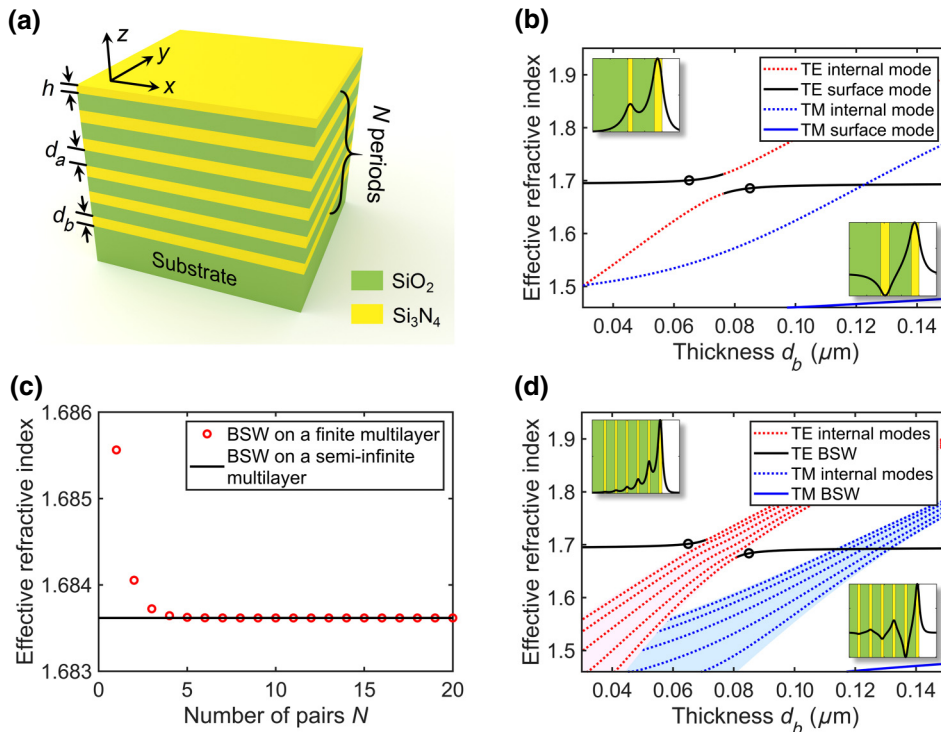 (a)
z
y
x
h
d_a
d_b
N periods
Substrate
SiO₂
Si₃N₄
(b)
Effective refractive index
1.9
1.8
1.7
1.6
1.5
TE internal mode
TE surface mode
TM internal mode
TM surface mode
0.04
0.06
0.08
0.10
0.12
0.14
Thickness d_b (μm)
(c)
Effective refractive index
1.686
1.685
1.684
1.683
BSW on a finite multilayer
BSW on a semi-infinite
multilayer
0
5
10
15
20
Number of pairs N
(d)
Effective refractive index
1.9
1.8
1.7
1.6
1.5
TE internal modes
TE BSW
TM internal modes
TM BSW
0.04
0.06
0.08
0.10
0.12
0.14
Thickness d_b (μm)